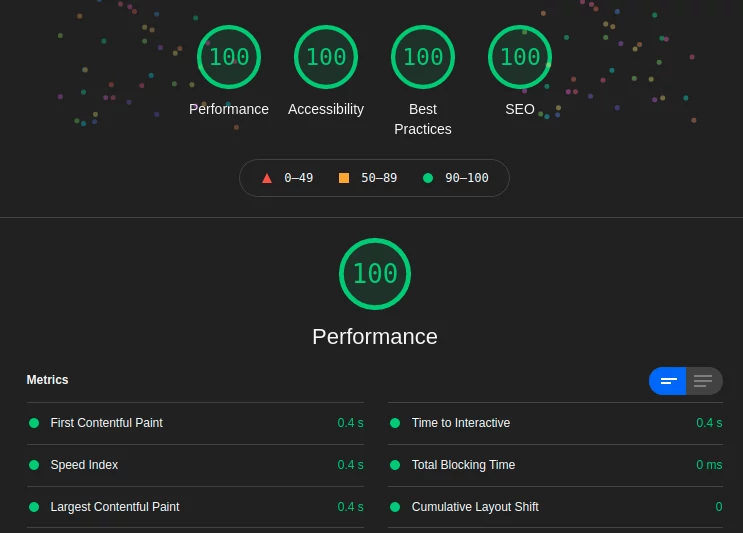 100 100 100 100
Performance Accessibility Best Practices SEO
0–49 50–89 90–100
100
Performance
Metrics
First Contentful Paint 0.4 s
Time to Interactive 0.4 s
Speed Index 0.4 s
Total Blocking Time 0 ms
Largest Contentful Paint 0.4 s
Cumulative Layout Shift 0